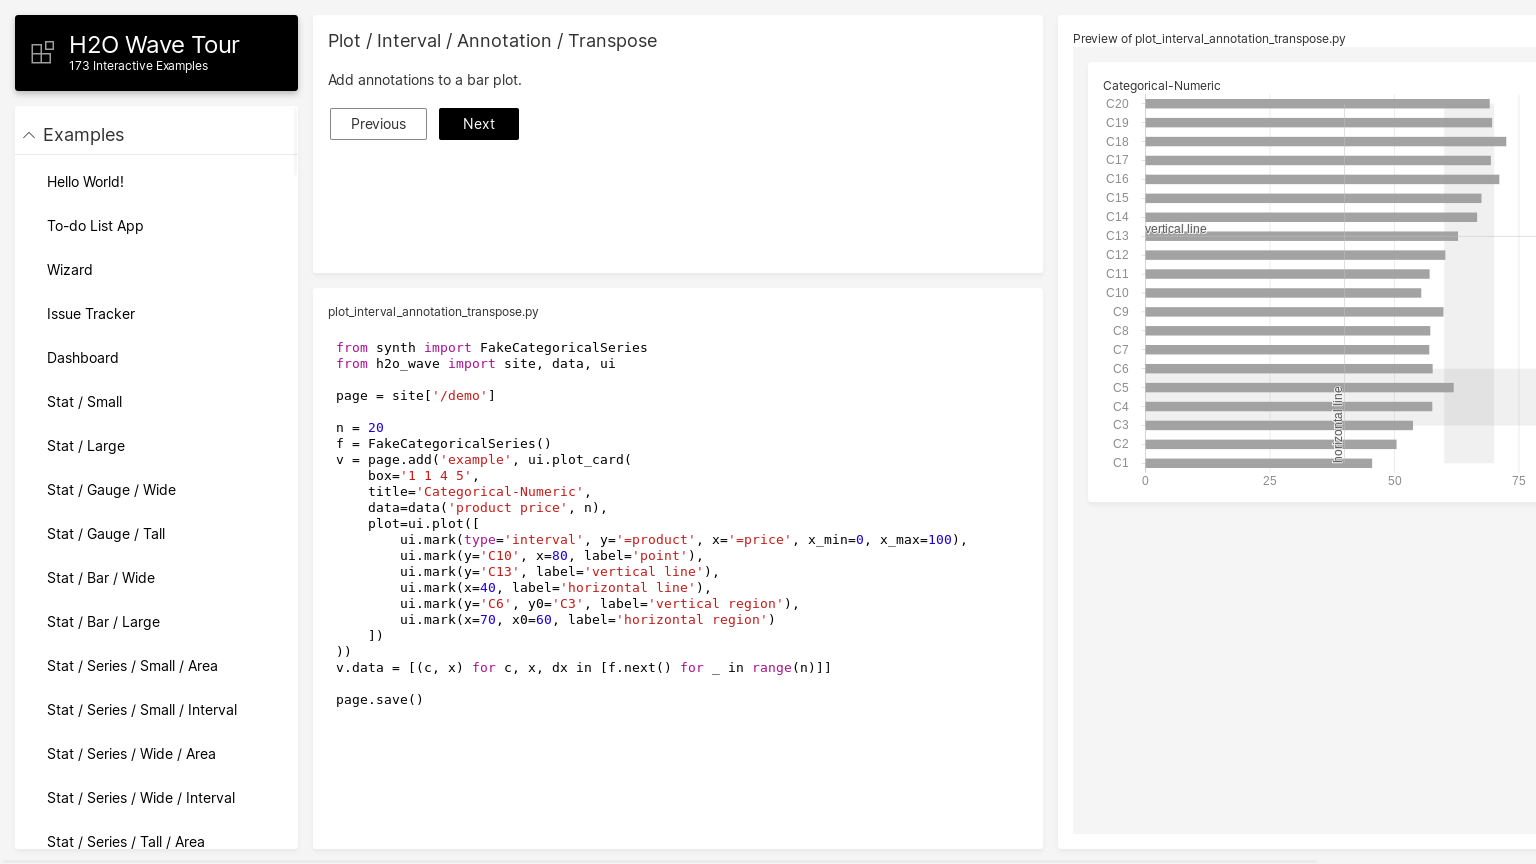 H2O Wave Tour
173 Interactive Examples
Examples
Hello World!
To-do List App
Wizard
Issue Tracker
Dashboard
Stat / Small
Stat / Large
Stat / Gauge / Wide
Stat / Gauge / Tall
Stat / Bar / Wide
Stat / Bar / Large
Stat / Series / Small / Area
Stat / Series / Small / Interval
Stat / Series / Wide / Area
Stat / Series / Wide / Interval
Stat / Series / Tall / Area
Plot / Interval / Annotation / Transpose
Add annotations to a bar plot.
Previous
Next
plot_interval_annotation_transpose.py
from synth import FakeCategoricalSeries
from h2o_wave import site, data, ui
page = site['/demo']
n = 20
f = FakeCategoricalSeries()
v = page.add('example', ui.plot_card(
    box='1 1 4 5',
    title='Categorical-Numeric',
    data=data('product price', n),
    plot=ui.plot([
        ui.mark(type='interval', y='=product', x='=price', x_min=0, x_max=100),
        ui.mark(y='C10', x=80, label='point'),
        ui.mark(y='C13', label='vertical line'),
        ui.mark(x=40, label='horizontal line'),
        ui.mark(y='C6', y0='C3', label='vertical region'),
        ui.mark(x=70, x0=60, label='horizontal region')
    ])
))
v.data = [(c, x) for c, x, dx in [f.next() for _ in range(n)]]
page.save()
Preview of plot_interval_annotation_transpose.py
Categorical-Numeric
C20
C19
C18
C17
C16
C15
C14
vertical line
C13
C12
C11
C10
C9
C8
C7
C6
C5
C4
C3
C2
C1
horizontal line
0
25
50
75